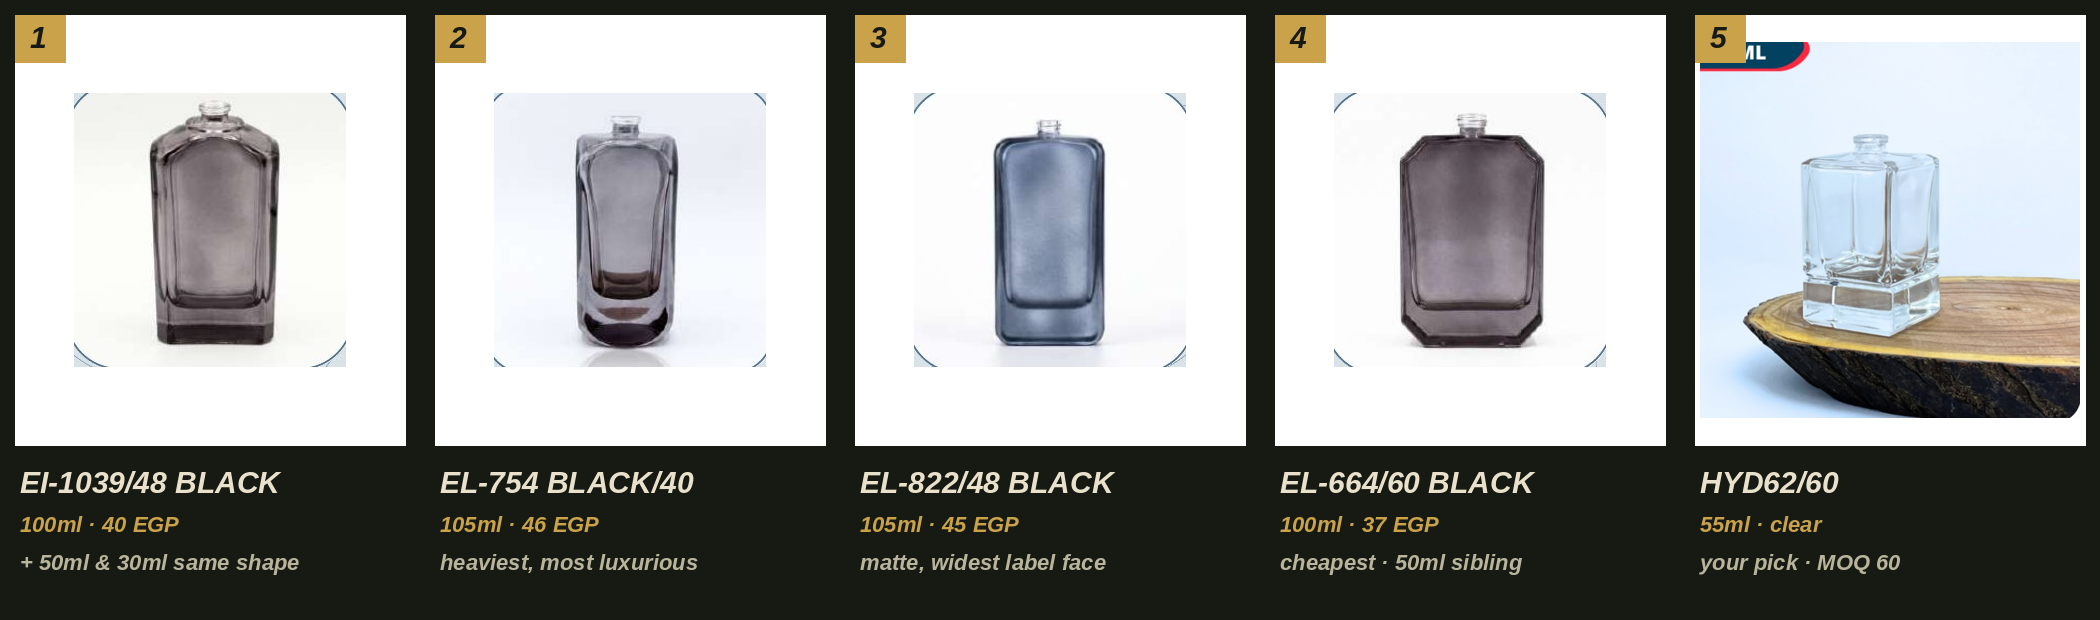 1
EI-1039/48 BLACK
100ml · 40 EGP
+ 50ml & 30ml same shape
2
EL-754 BLACK/40
105ml · 46 EGP
heaviest, most luxurious
3
EL-822/48 BLACK
105ml · 45 EGP
matte, widest label face
4
EL-664/60 BLACK
100ml · 37 EGP
cheapest · 50ml sibling
5
ML
HYD62/60
55ml · clear
your pick · MOQ 60